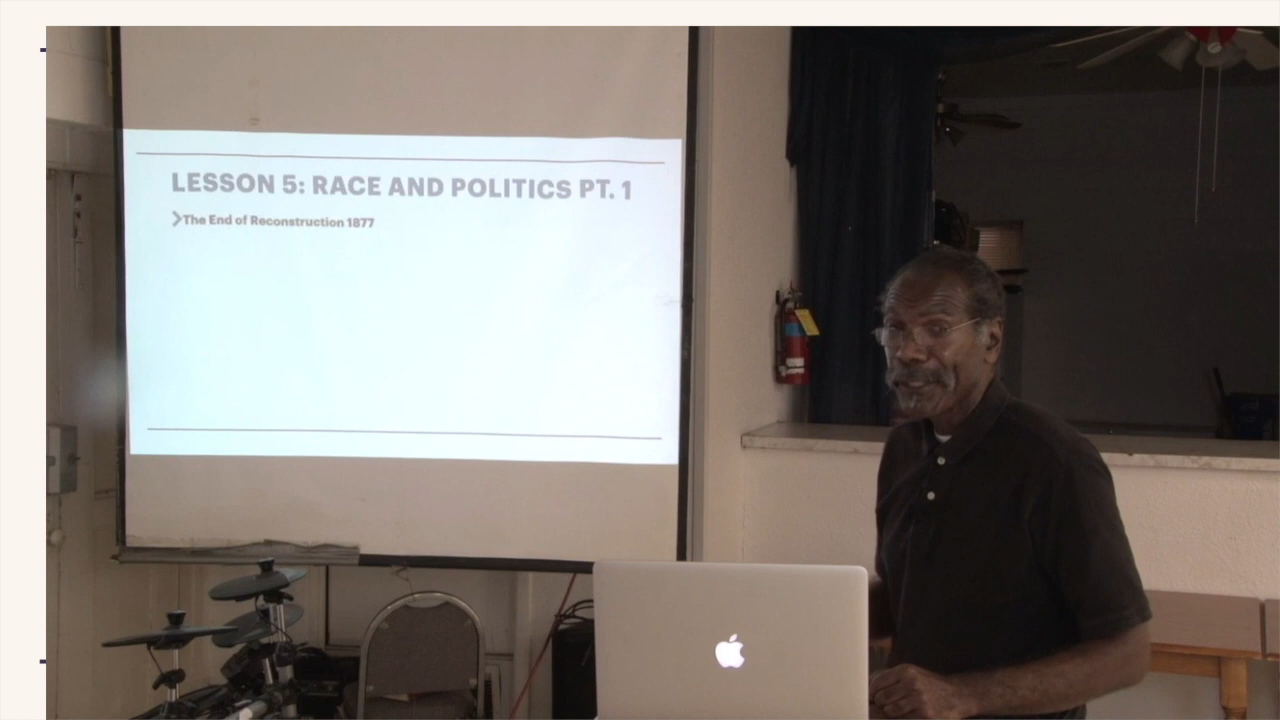 LESSON 5: RACE AND POLITICS PT. 1
The End of Reconstruction 1877